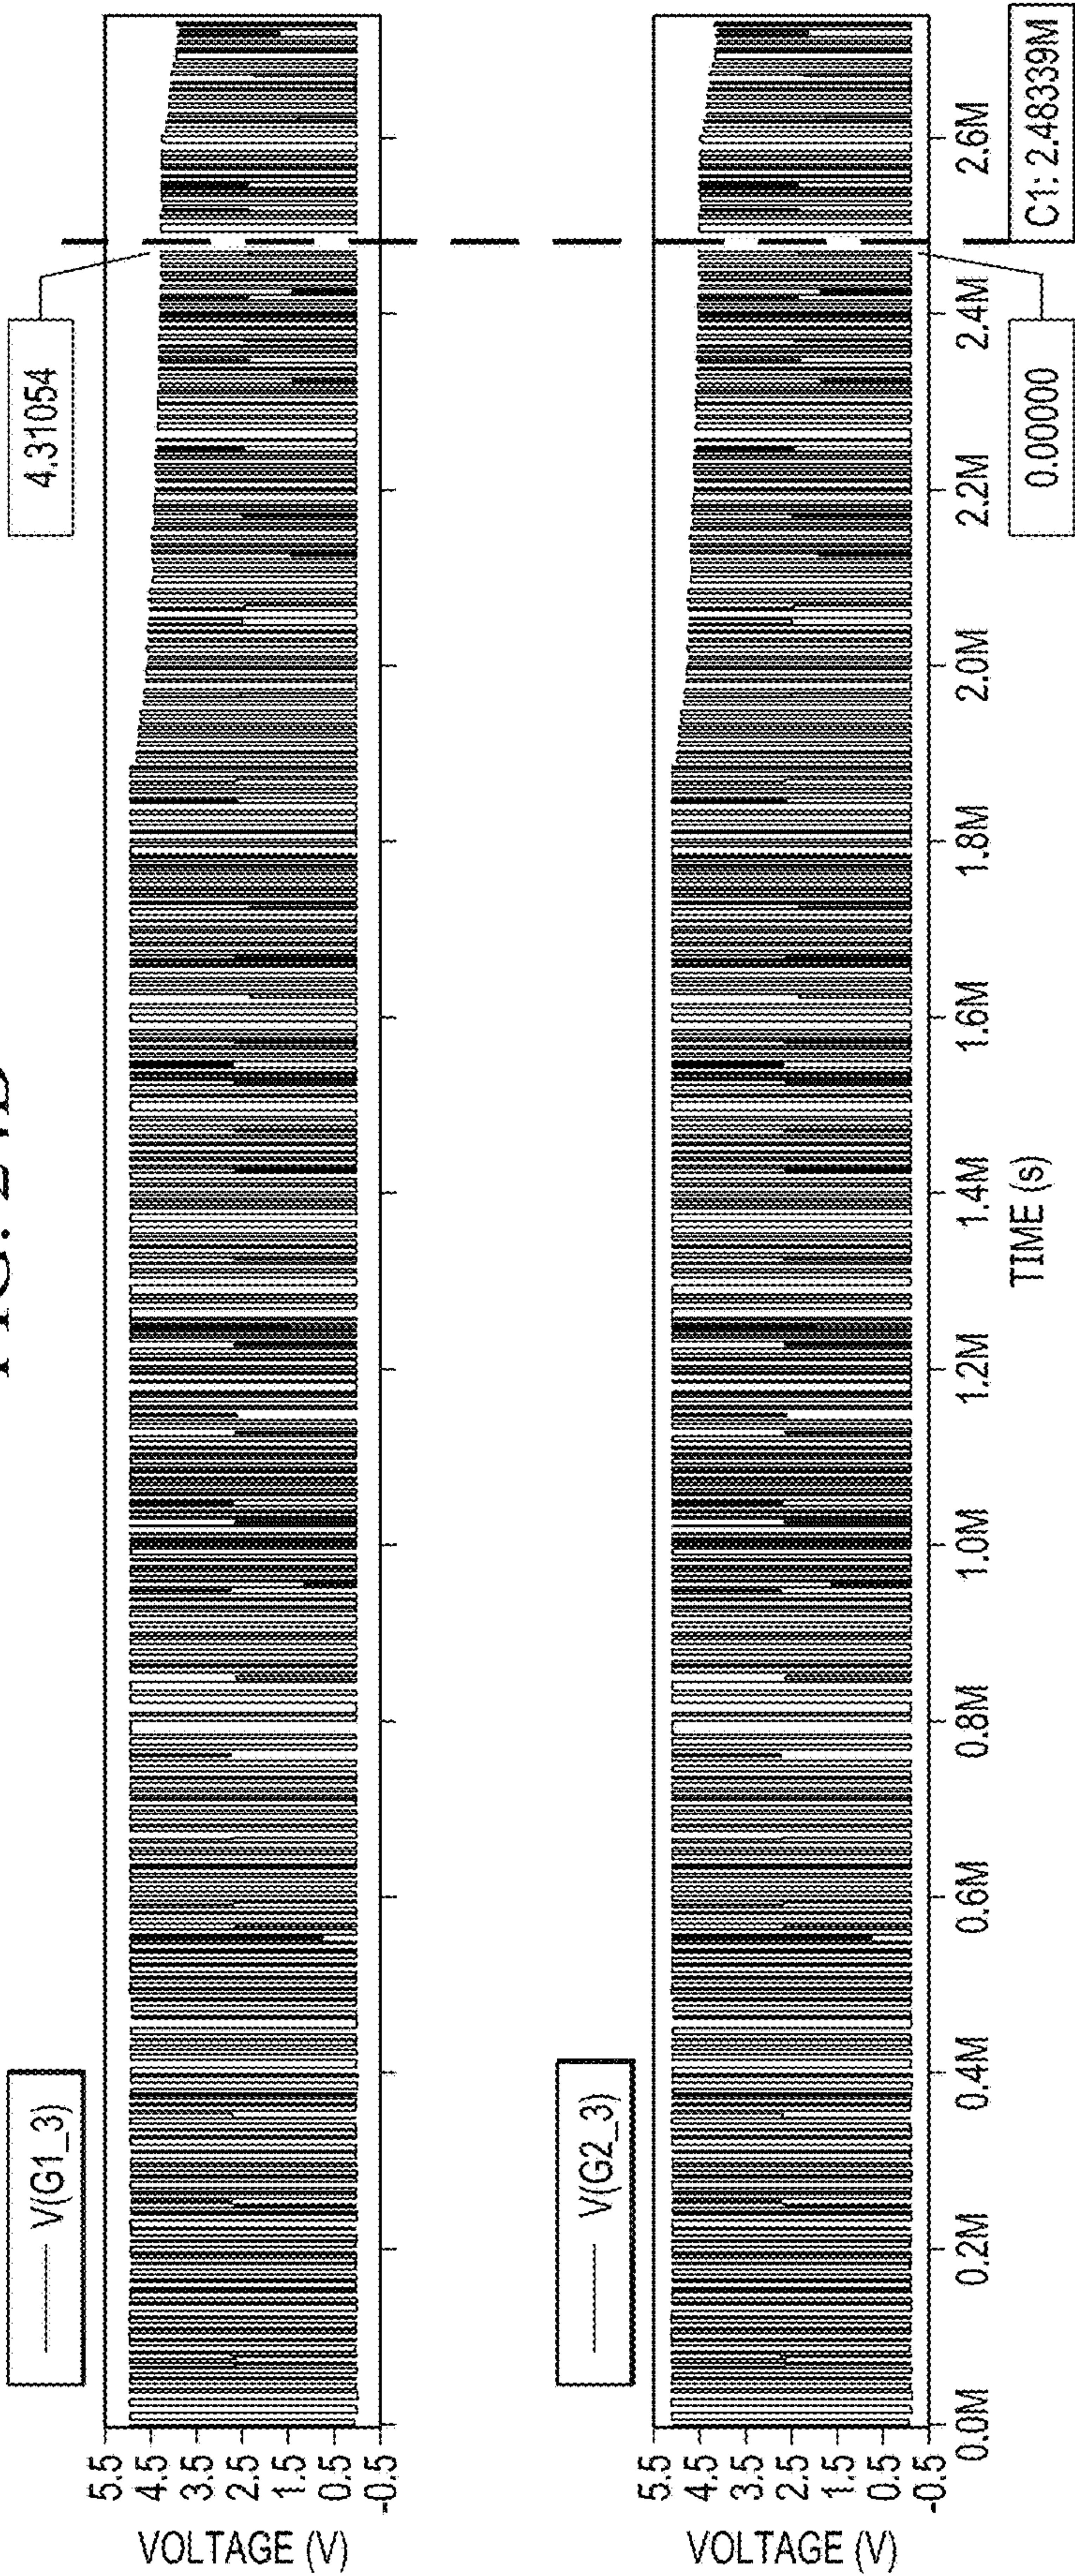 V(G1_3)
4.31054
VOLTAGE (V)
5.5
4.5
3.5
2.5
1.5
0.5
-0.5
V(G2_3)
VOLTAGE (V)
5.5
4.5
3.5
2.5
1.5
0.5
-0.5
0.0M
0.2M
0.4M
0.6M
0.8M
1.0M
1.2M
1.4M
1.6M
1.8M
2.0M
2.2M
2.4M
2.6M
TIME (s)
0.00000
C1: 2.48339M